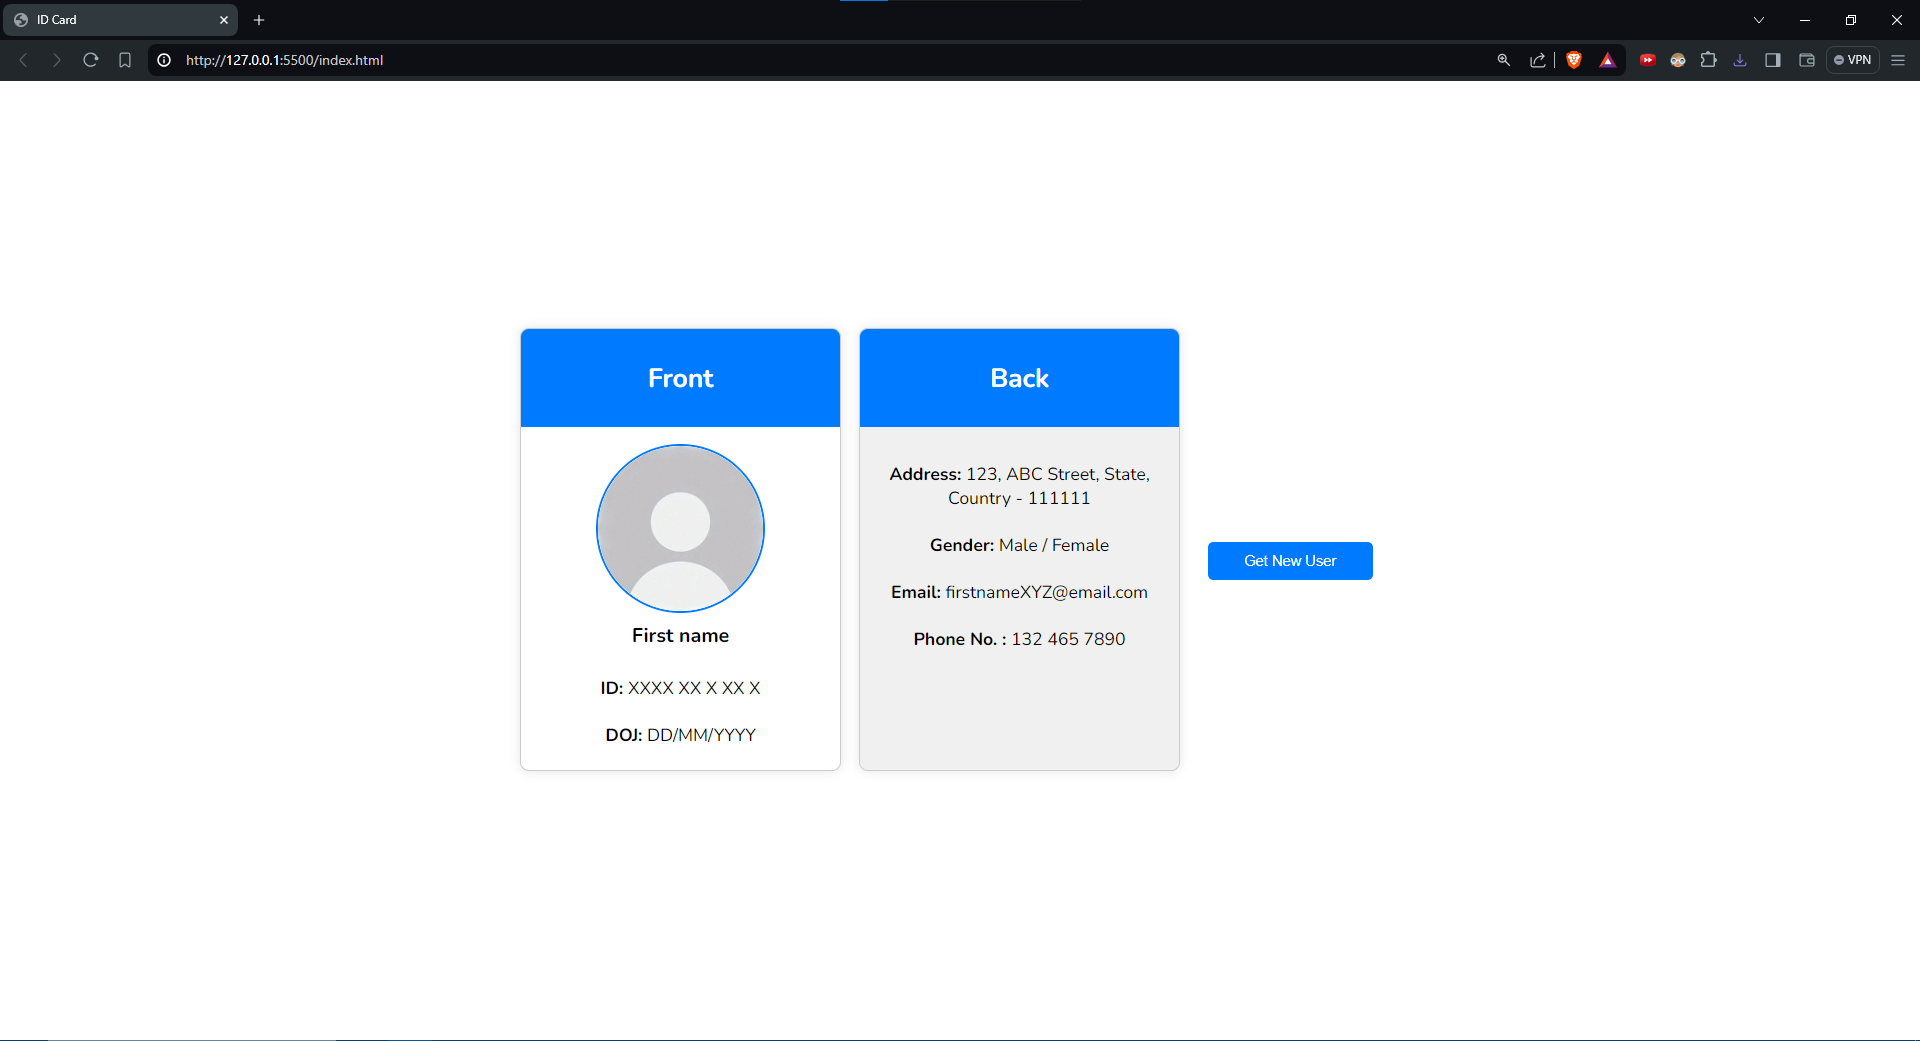 ID Card
http://127.0.0.1:5500/index.html
VPN
Front
First name
ID: XXXX XX X XX X
DOJ: DD/MM/YYYY
Back
Address: 123, ABC Street, State,
Country - 111111
Gender: Male / Female
Email: firstnameXYZ@email.com
Phone No. : 132 465 7890
Get New User